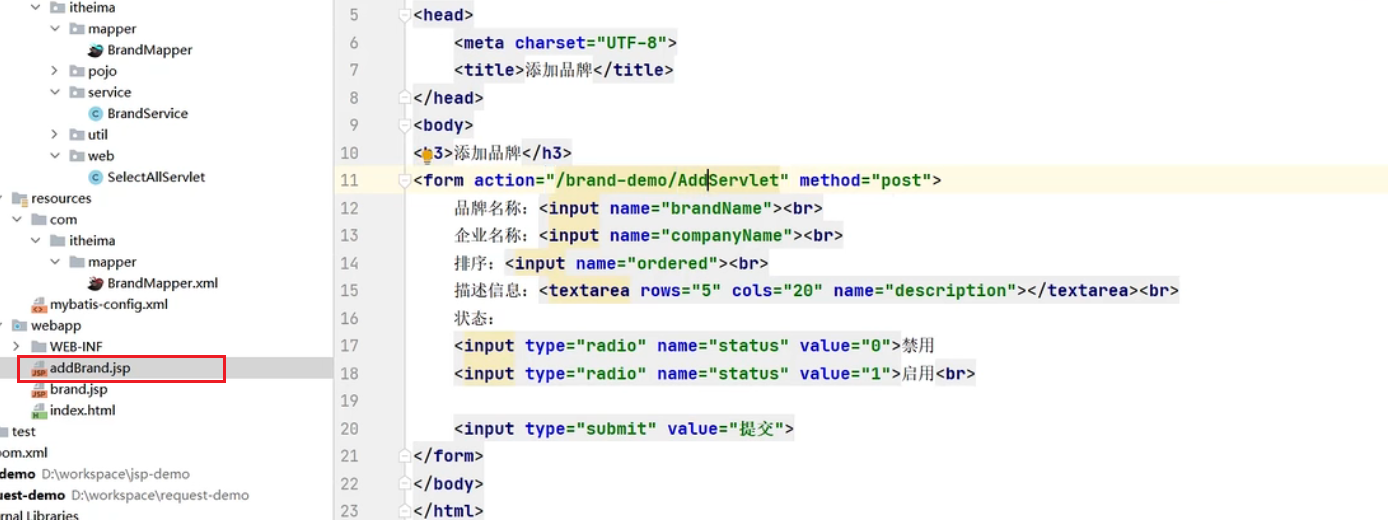 itheima
mapper
BrandMapper
pojo
service
BrandService
util
web
SelectAllServlet
resources
com
itheima
mapper
BrandMapper.xml
mybatis-config.xml
webapp
WEB-INF
addBrand.jsp
brand.jsp
index.html
test
om.xml
demo D:\workspace\jsp-demo
uest-demo D:\workspace\request-demo
rnal Libraries
5 <head>
6 <meta charset="UTF-8">
7 <title>添加品牌</title>
8 </head>
9 <body>
10 <h3>添加品牌</h3>
11 <form action="/brand-demo/AddServlet" method="post">
12 品牌名称：<input name="brandName"><br>
13 企业名称：<input name="companyName"><br>
14 排序：<input name="ordered"><br>
15 描述信息：<textarea rows="5" cols="20" name="description"></textarea><br>
16 状态：
17 <input type="radio" name="status" value="0">禁用
18 <input type="radio" name="status" value="1">启用<br>
19
20 <input type="submit" value="提交">
21 </form>
22 </body>
23 </html>